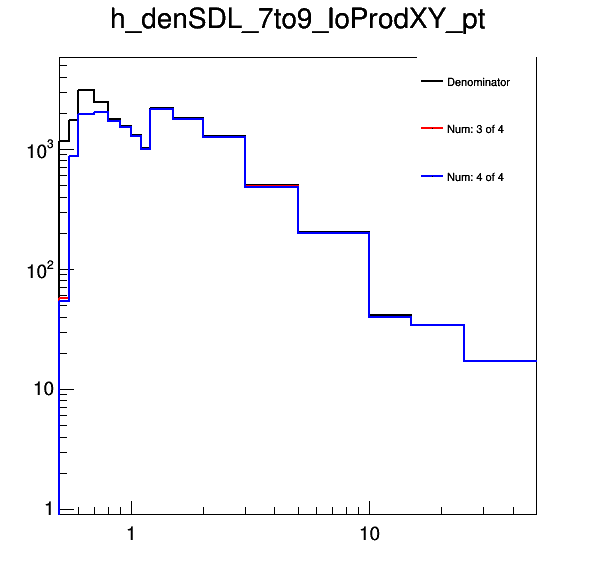 h_denSDL_7to9_loProdXY_pt
Denominator
Num: 3 of 4
Num: 4 of 4
10³
10²
10
1
1
10